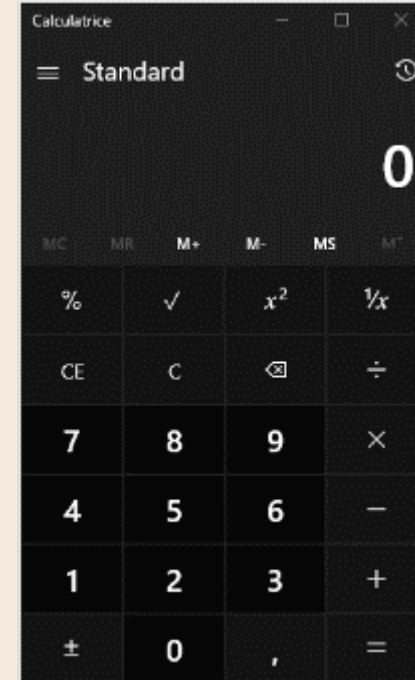 Calculatrice
Standard
0
MC MR M+ M- MS M˅
% √ x² ¹/x
CE C ⌫ ÷
7 8 9 ×
4 5 6 −
1 2 3 +
± 0 , =